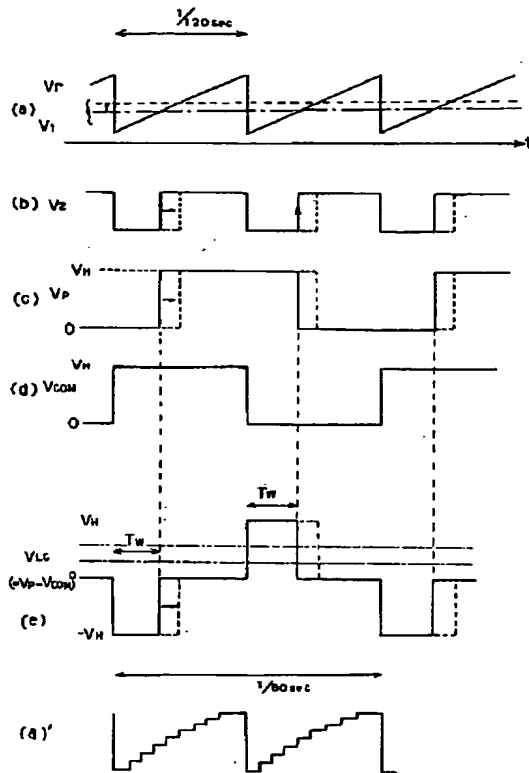 1/120sec
Vr
(a)
V1
t
(b) V2
VH
(c) VP
0
VH
(d) VCOM
0
TW
VH
TW
VLC
0
(=VP-VCOM)
(e)
-VH
1/60sec
(a)'